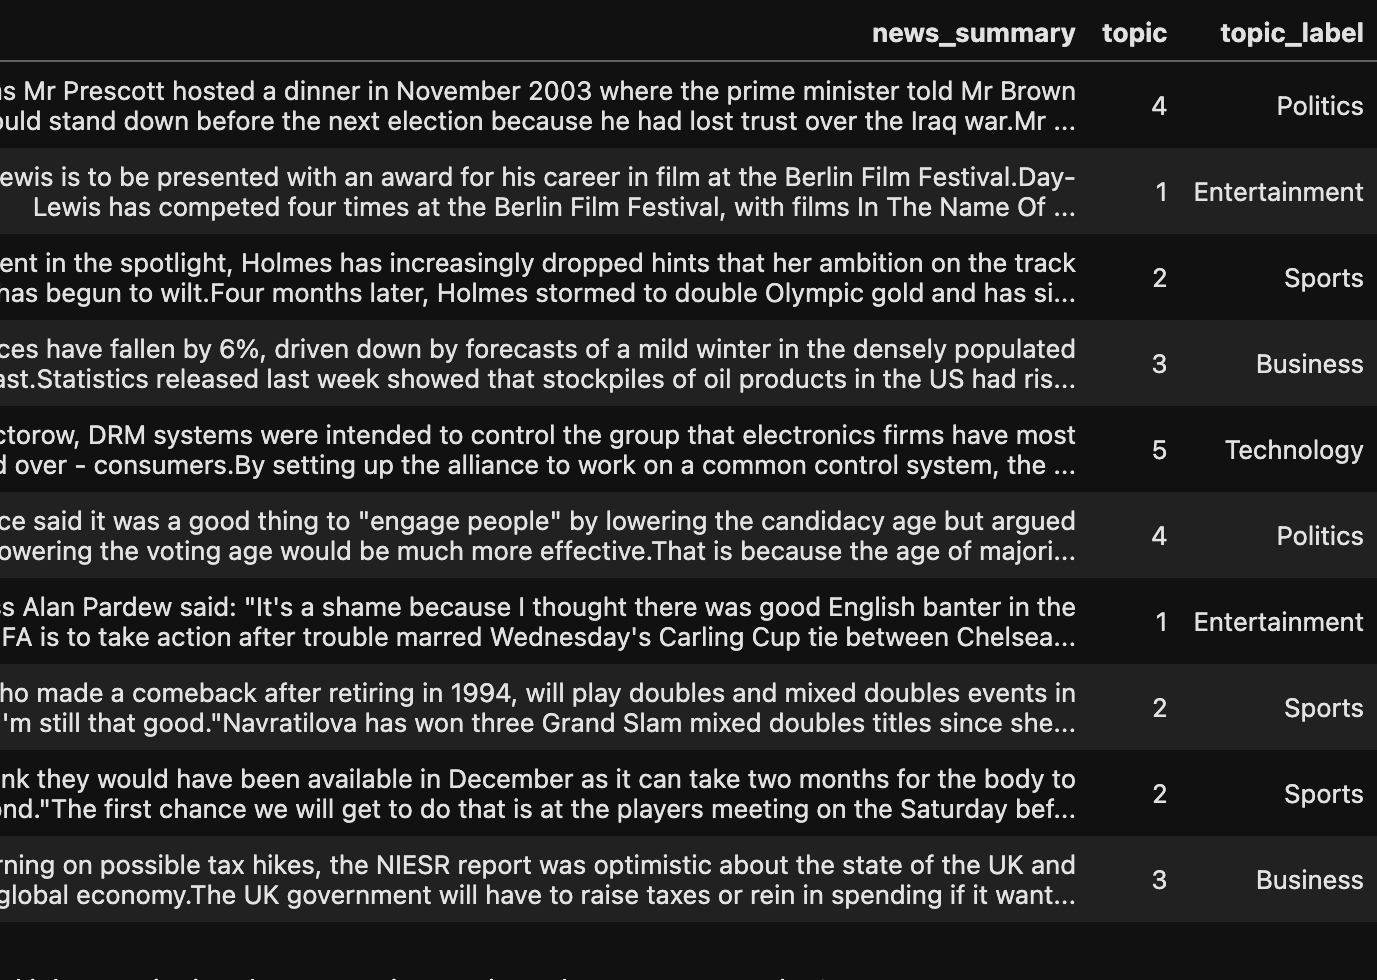 news_summary topic topic_label
Mr Prescott hosted a dinner in November 2003 where the prime minister told Mr Brown
stand down before the next election because he had lost trust over the Iraq war.Mr ...
4 Politics
is to be presented with an award for his career in film at the Berlin Film Festival.Day-
Lewis has competed four times at the Berlin Film Festival, with films In The Name Of ...
1 Entertainment
in the spotlight, Holmes has increasingly dropped hints that her ambition on the track
has begun to wilt.Four months later, Holmes stormed to double Olympic gold and has si...
2 Sports
have fallen by 6%, driven down by forecasts of a mild winter in the densely populated
ast.Statistics released last week showed that stockpiles of oil products in the US had ris...
3 Business
ctorow, DRM systems were intended to control the group that electronics firms have most
over - consumers.By setting up the alliance to work on a common control system, the ...
5 Technology
ce said it was a good thing to "engage people" by lowering the candidacy age but argued
owering the voting age would be much more effective.That is because the age of majori...
4 Politics
s Alan Pardew said: "It's a shame because I thought there was good English banter in the
FA is to take action after trouble marred Wednesday's Carling Cup tie between Chelsea...
1 Entertainment
ho made a comeback after retiring in 1994, will play doubles and mixed doubles events in
'm still that good."Navratilova has won three Grand Slam mixed doubles titles since she...
2 Sports
nk they would have been available in December as it can take two months for the body to
ond."The first chance we will get to do that is at the players meeting on the Saturday bef...
2 Sports
rning on possible tax hikes, the NIESR report was optimistic about the state of the UK and
global economy.The UK government will have to raise taxes or rein in spending if it want...
3 Business